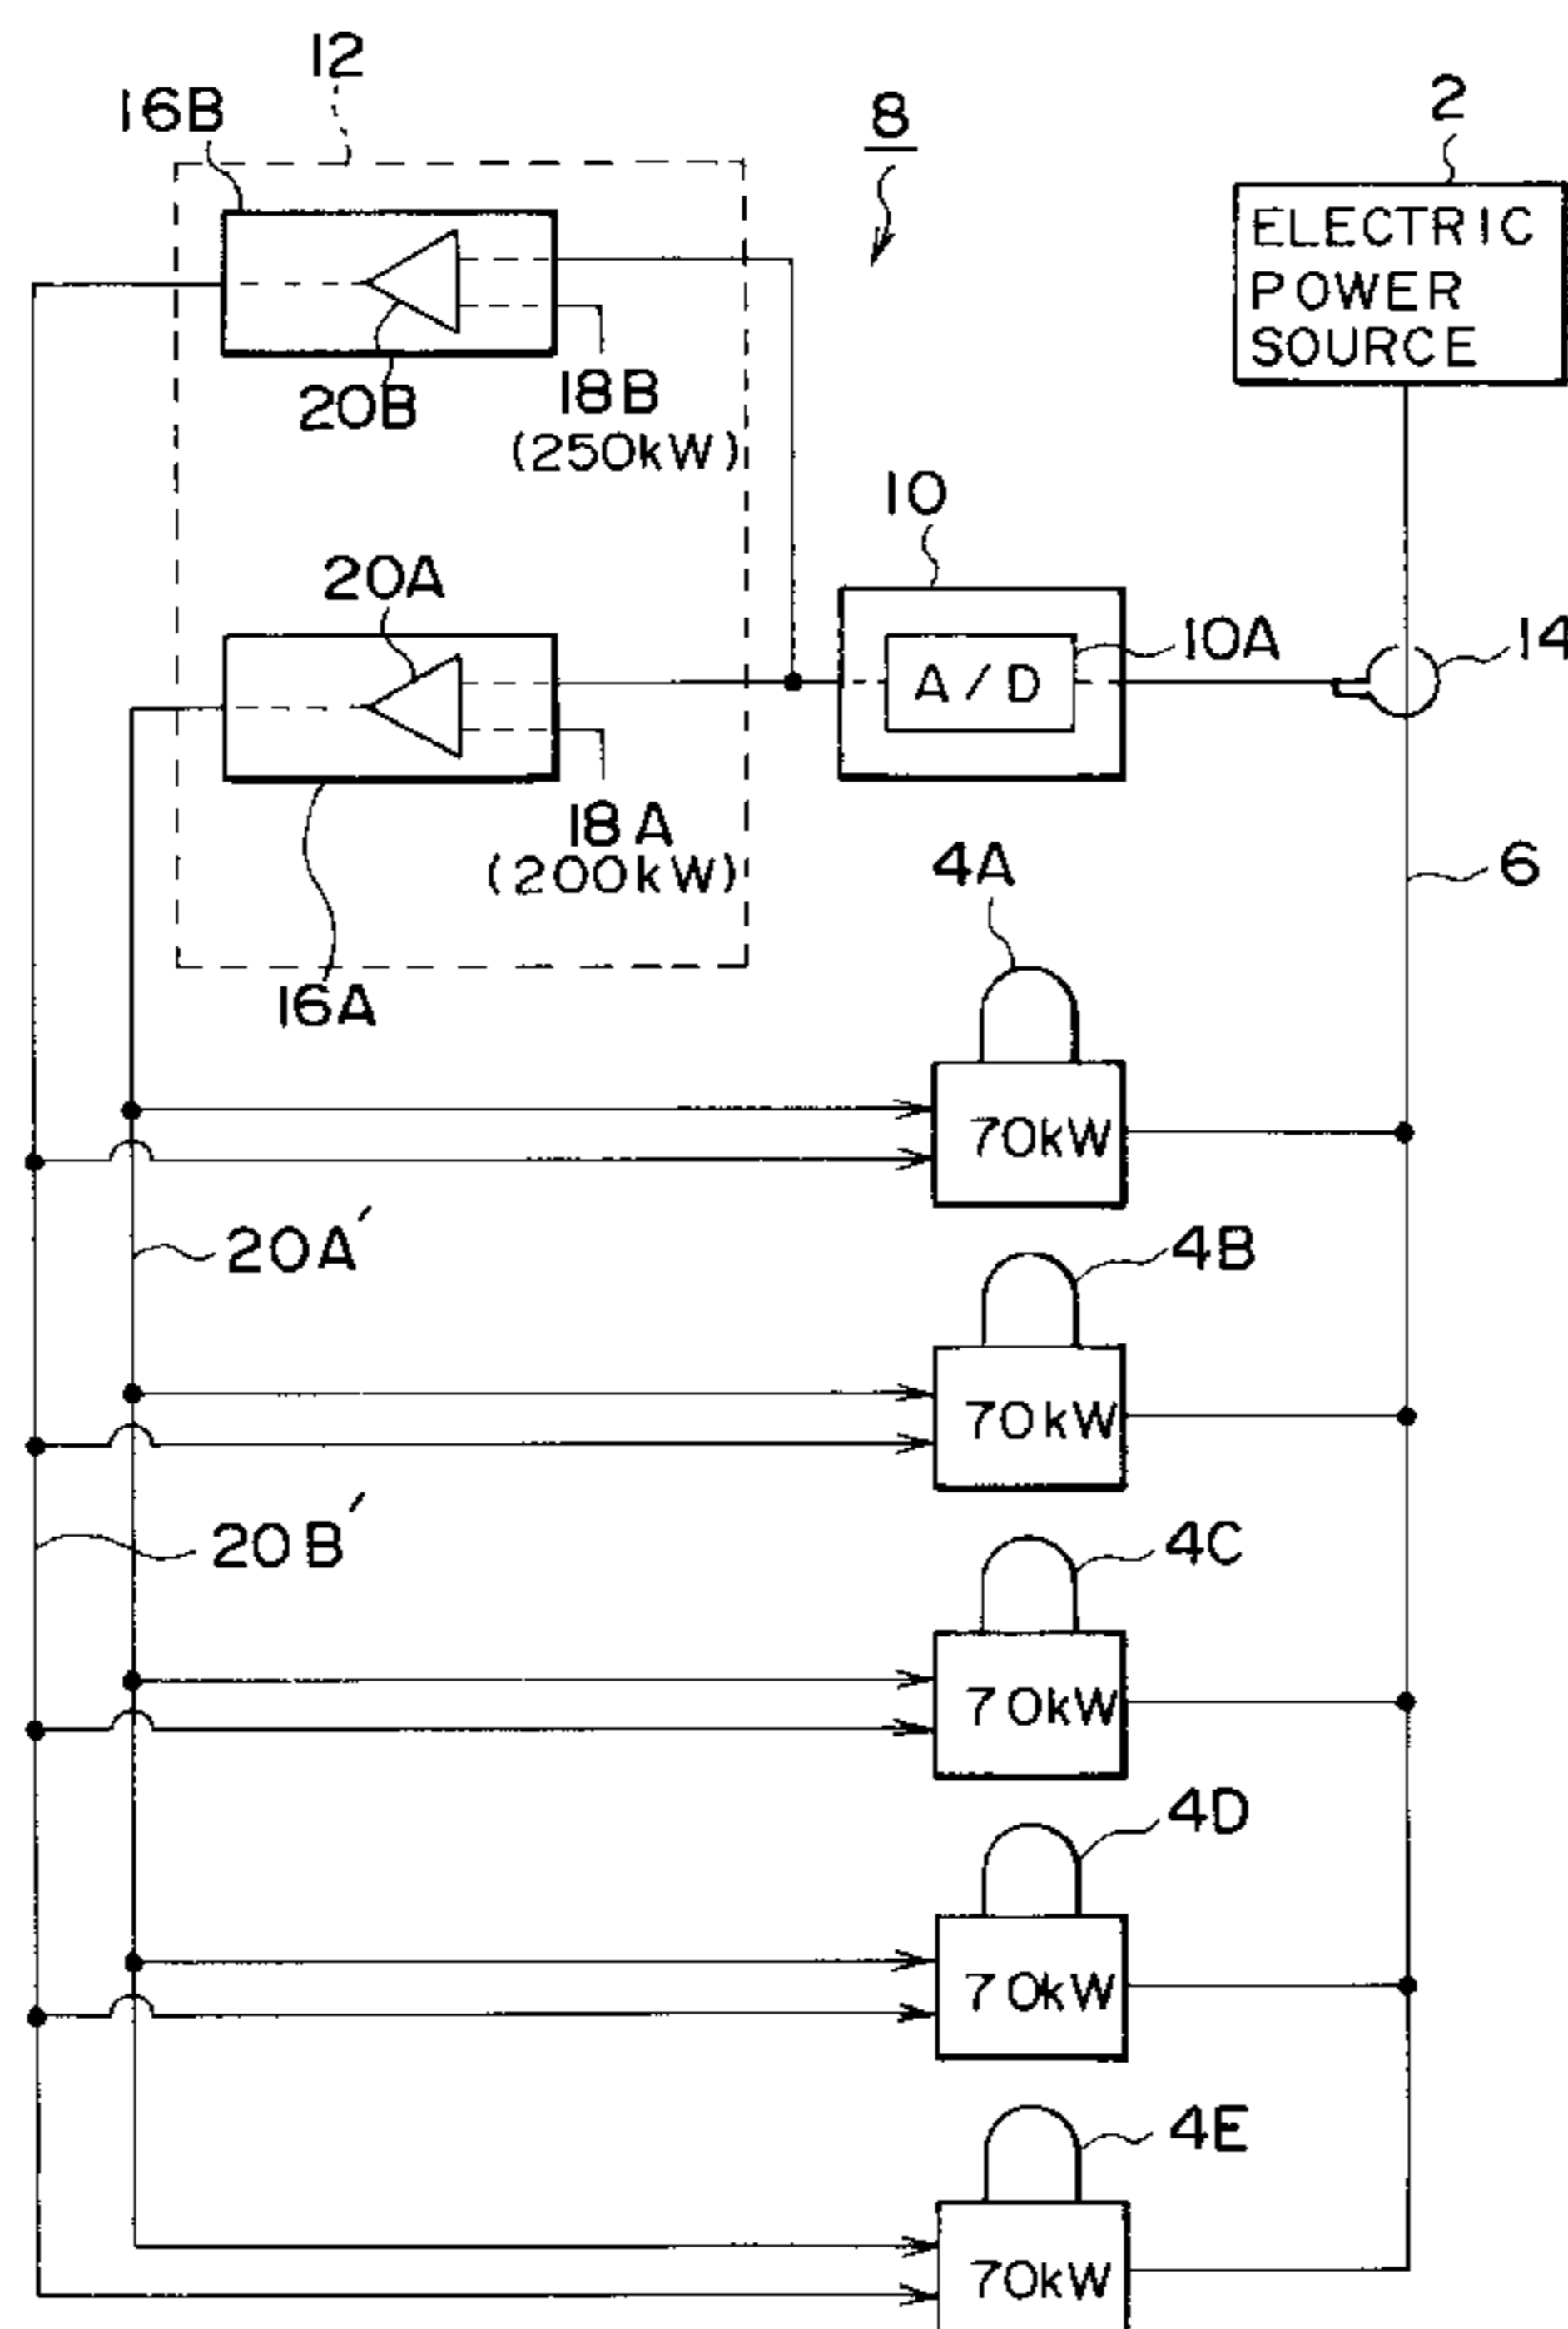 12
16B
8
2
ELECTRIC
POWER
SOURCE
20B
18B
(250kW)
10
20A
A/D
10A
14
18A
(200kW)
4A
6
16A
70kW
20A′
4B
70kW
20B′
4C
70kW
4D
70kW
4E
70kW